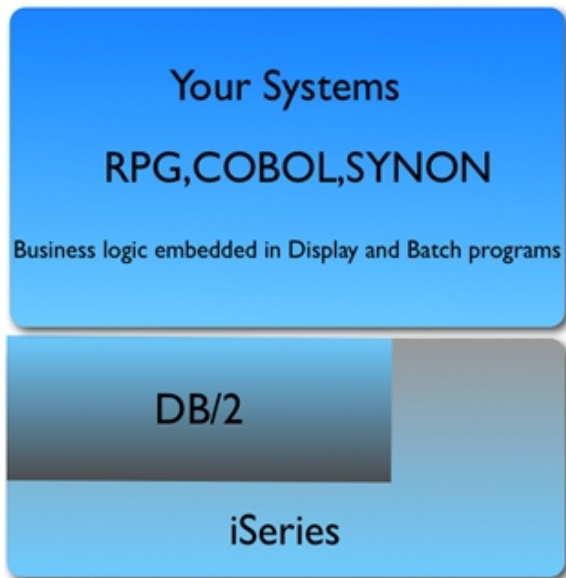 Your Systems
RPG,COBOL,SYNON
Business logic embedded in Display and Batch programs
DB/2
iSeries